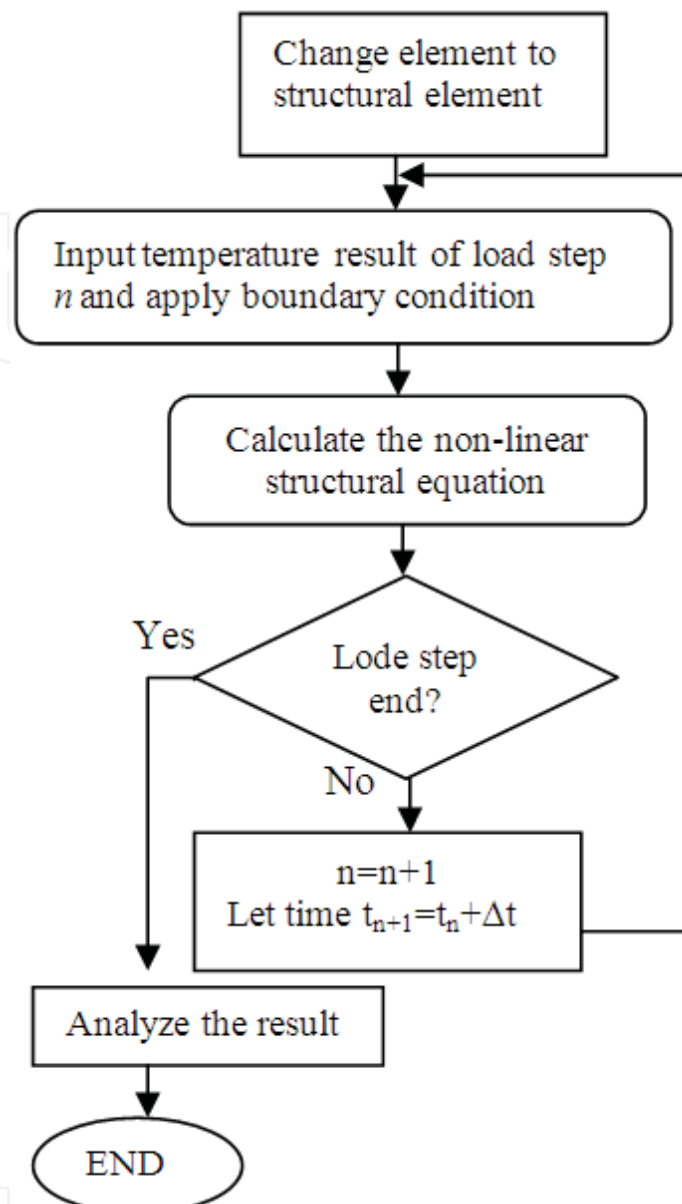 Change element to
structural element
Input temperature result of load step
n and apply boundary condition
Calculate the non-linear
structural equation
Yes
Lode step
end?
No
n=n+1
Let time tₙ₊₁=tₙ+Δt
Analyze the result
END